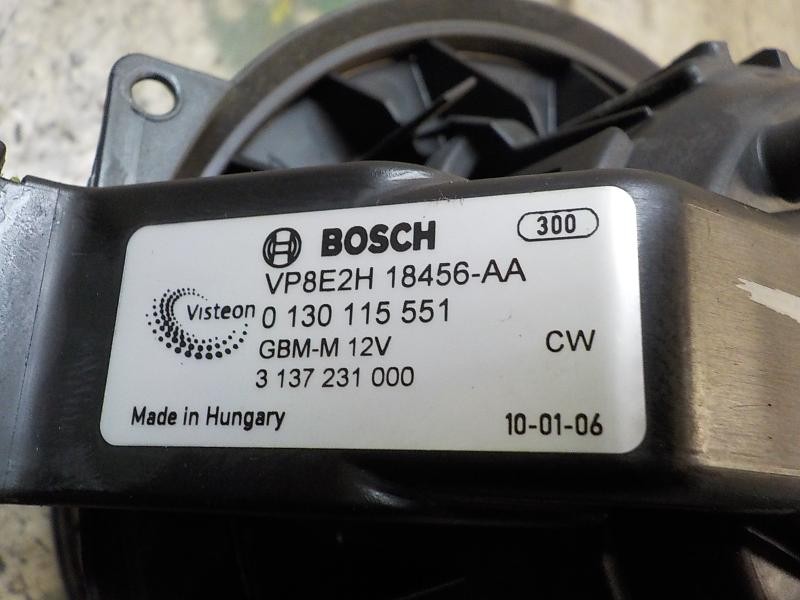 BOSCH
300
VP8E2H 18456-AA
Visteon
0 130 115 551
GBM-M 12V
CW
3 137 231 000
Made in Hungary
10-01-06